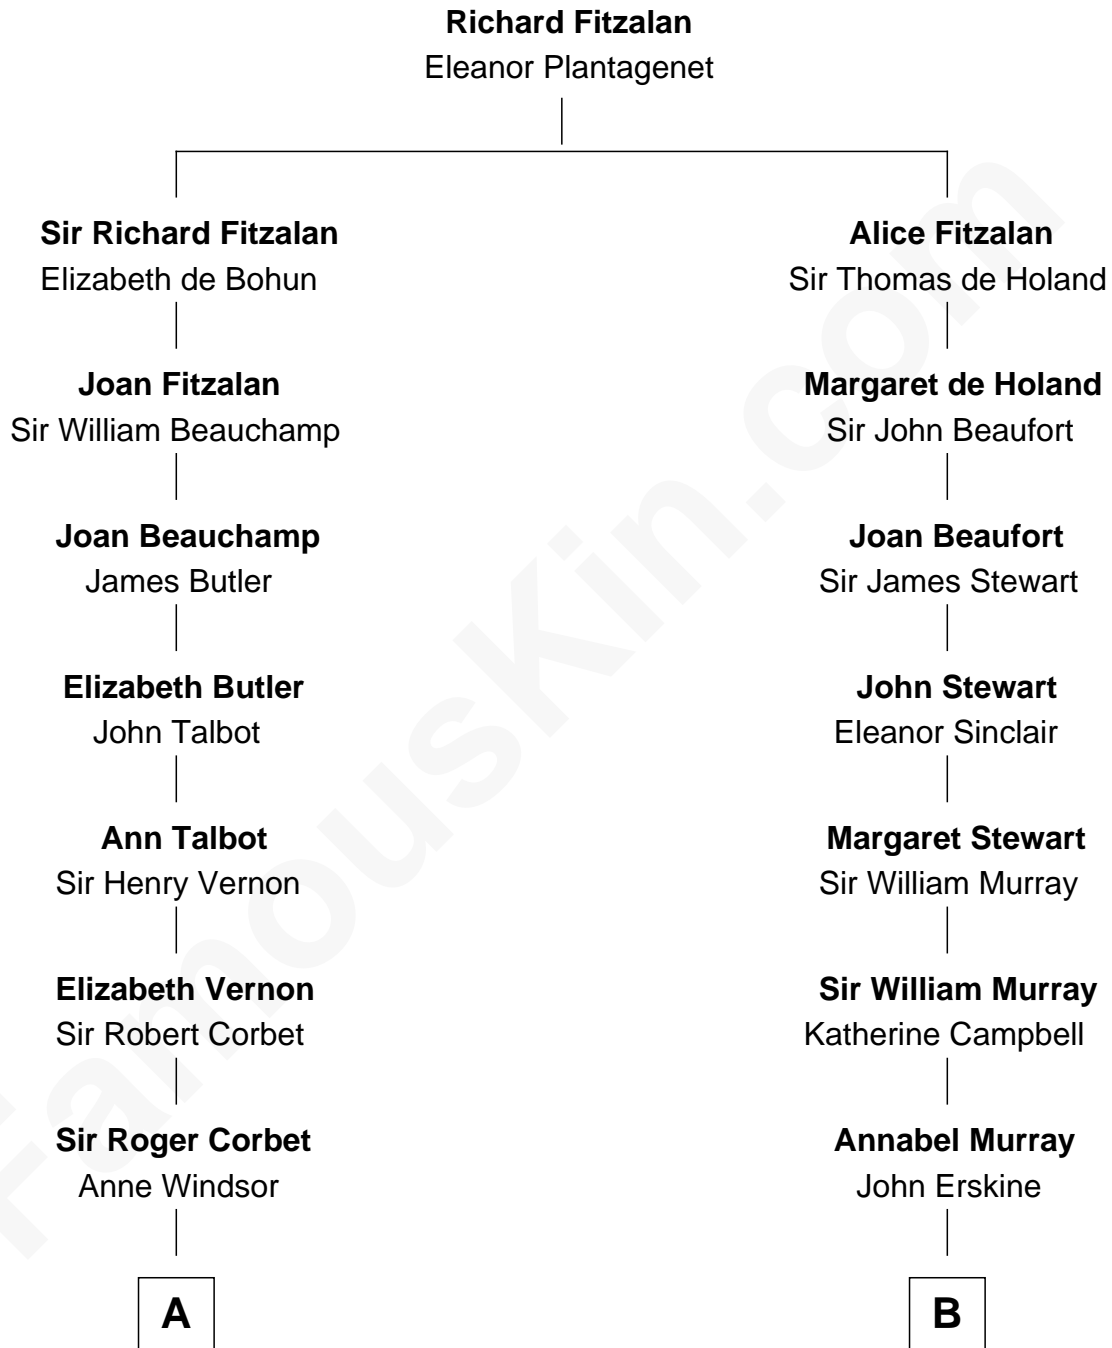 Richard Fitzalan
Eleanor Plantagenet
Sir Richard Fitzalan
Elizabeth de Bohun
Alice Fitzalan
Sir Thomas de Holand
Joan Fitzalan
Sir William Beauchamp
Margaret de Holand
Sir John Beaufort
Joan Beauchamp
James Butler
Joan Beaufort
Sir James Stewart
Elizabeth Butler
John Talbot
John Stewart
Eleanor Sinclair
Ann Talbot
Sir Henry Vernon
Margaret Stewart
Sir William Murray
Elizabeth Vernon
Sir Robert Corbet
Sir William Murray
Katherine Campbell
Sir Roger Corbet
Anne Windsor
Annabel Murray
John Erskine
A
B
FamousKin.com